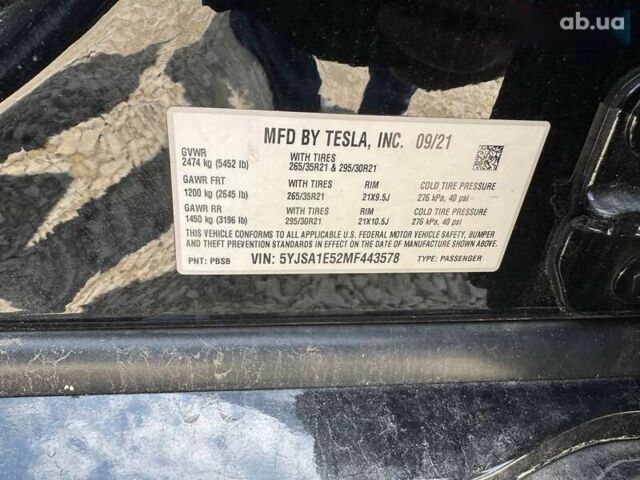 ab.ua
MFD BY TESLA, INC. 09/21
GVWR
2474 kg (5452 lb)
WITH TIRES
265/35R21 & 295/30R21
GAWR FRT WITH TIRES RIM COLD TIRE PRESSURE
1200 kg (2645 lb) 265/35R21 21X9.5J 276 kPa, 40 psi
GAWR RR WITH TIRES RIM COLD TIRE PRESSURE
1450 kg (3196 lb) 295/30R21 21X10.5J 276 kPa, 40 psi
THIS VEHICLE CONFORMS TO ALL APPLICABLE U.S. FEDERAL MOTOR VEHICLE SAFETY, BUMPER,
AND THEFT PREVENTION STANDARDS IN EFFECT ON THE DATE OF MANUFACTURE SHOWN ABOVE.
PNT: PBSB VIN: 5YJSA1E52MF443578 TYPE: PASSENGER